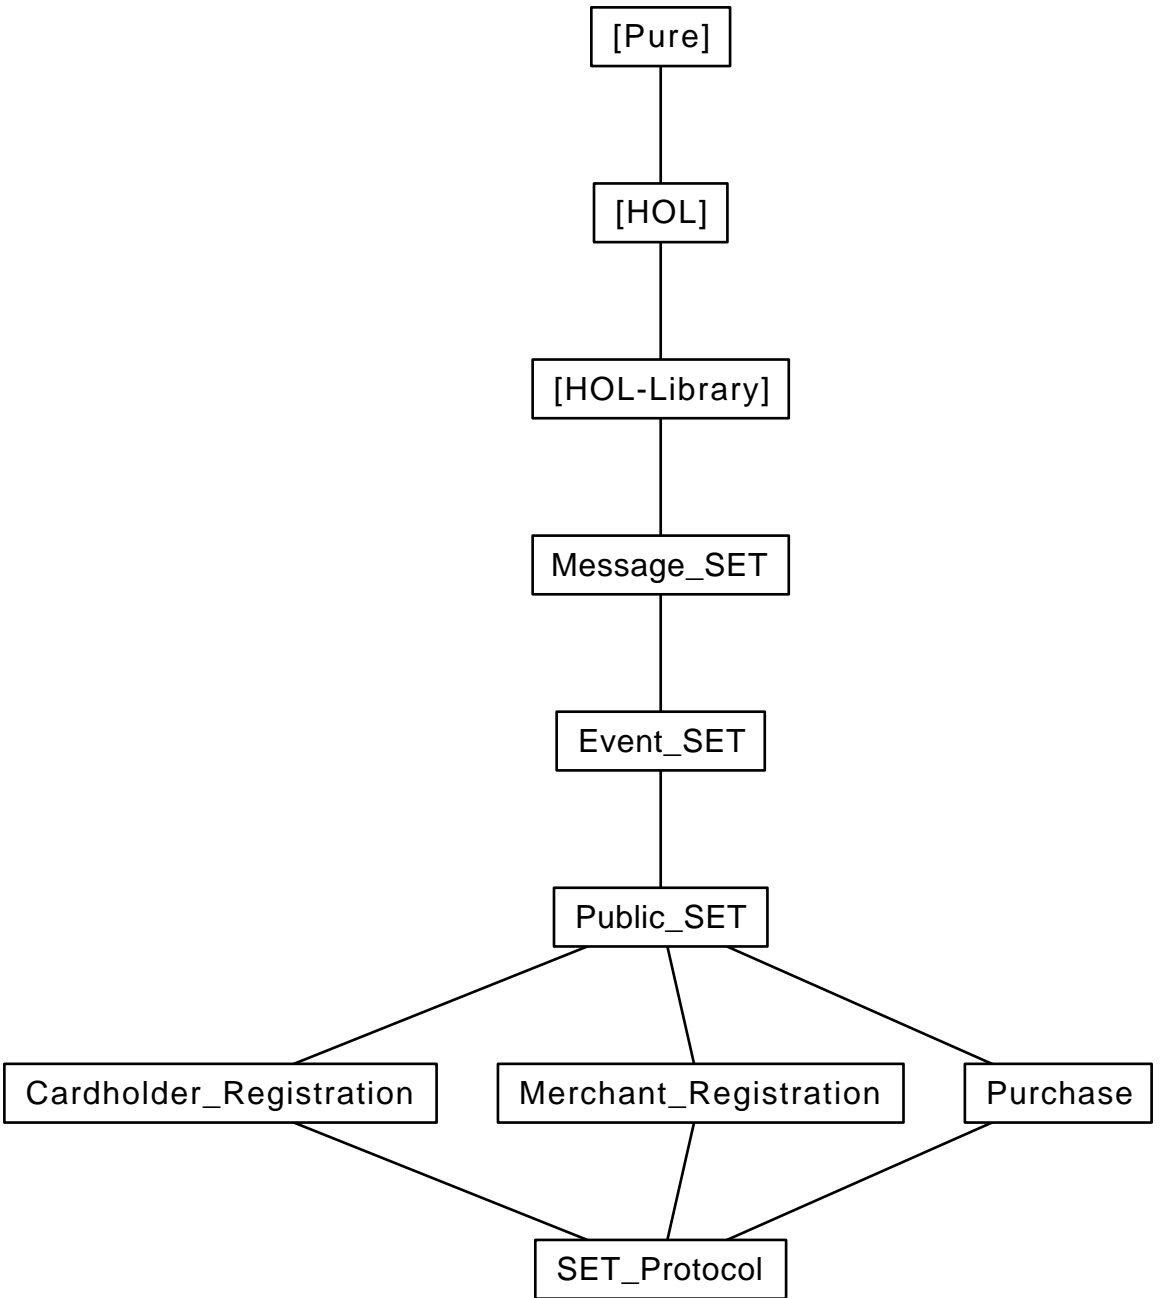 [Pure]
[HOL]
[HOL-Library]
Message_SET
Event_SET
Public_SET
Cardholder_Registration
Merchant_Registration
Purchase
SET_Protocol